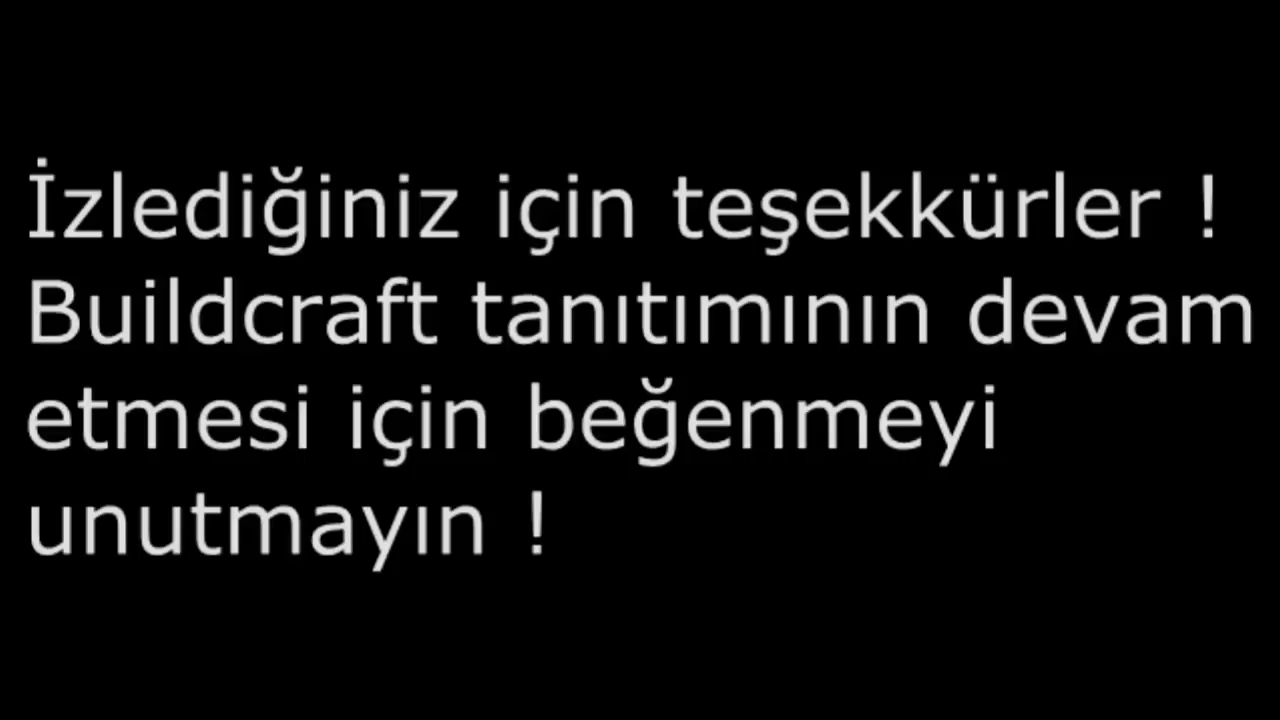 İzlediğiniz için teşekkürler !
Buildcraft tanıtımının devam
etmesi için beğenmeyi
unutmayın !